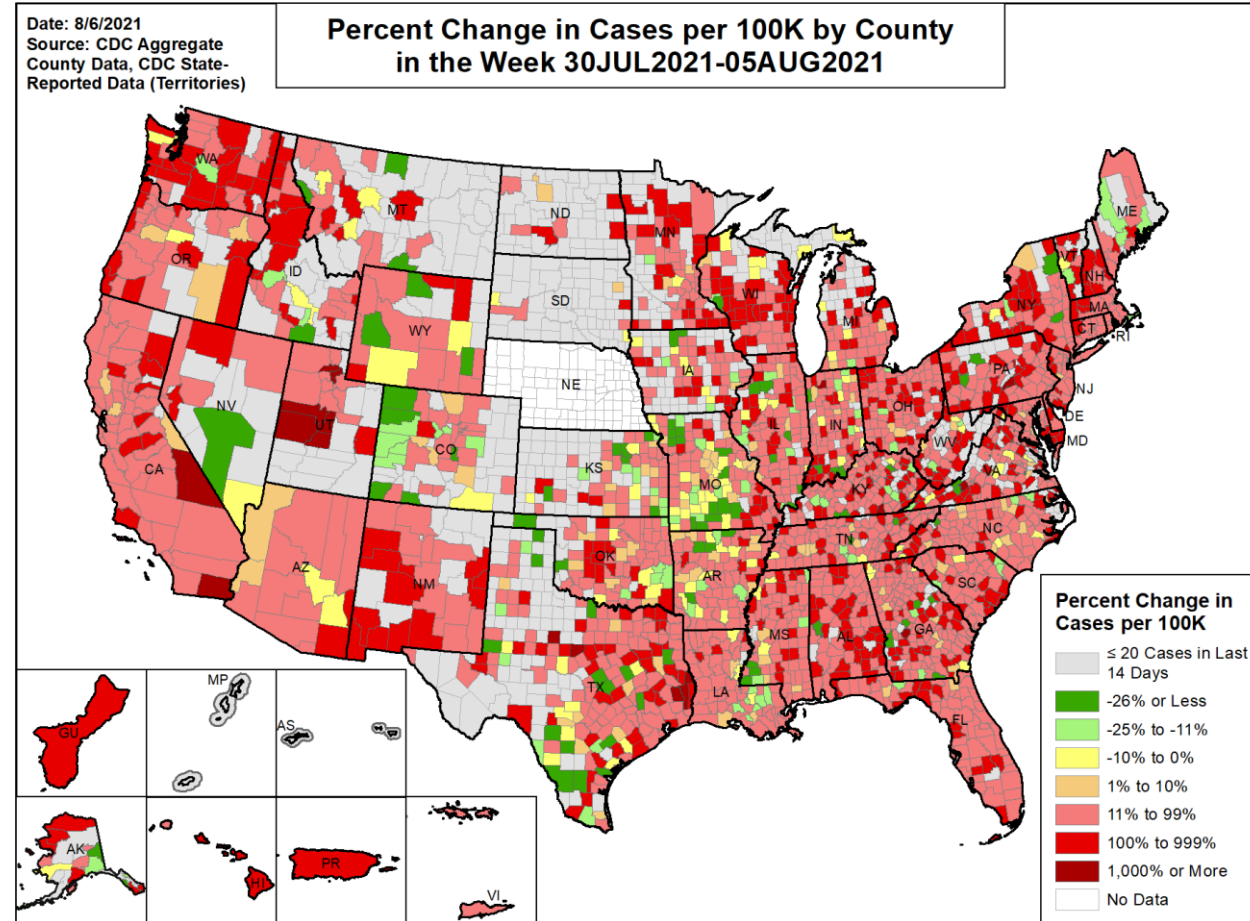 Date: 8/6/2021
Source: CDC Aggregate
County Data, CDC State-
Reported Data (Territories)
Percent Change in Cases per 100K by County
in the Week 30JUL2021-05AUG2021
WA
MT
ND
MN
ME
OR
ID
SD
WI
MI
VT
NH
NY
MA
CT
RI
WY
IA
NE
PA
NJ
NV
UT
CO
IL
IN
OH
DE
MD
WV
VA
CA
KS
MO
KY
AZ
NM
OK
AR
TN
NC
SC
MS
AL
GA
TX
LA
FL
GU
MP
AS
AK
HI
PR
VI
Percent Change in
Cases per 100K
≤ 20 Cases in Last
14 Days
-26% or Less
-25% to -11%
-10% to 0%
1% to 10%
11% to 99%
100% to 999%
1,000% or More
No Data